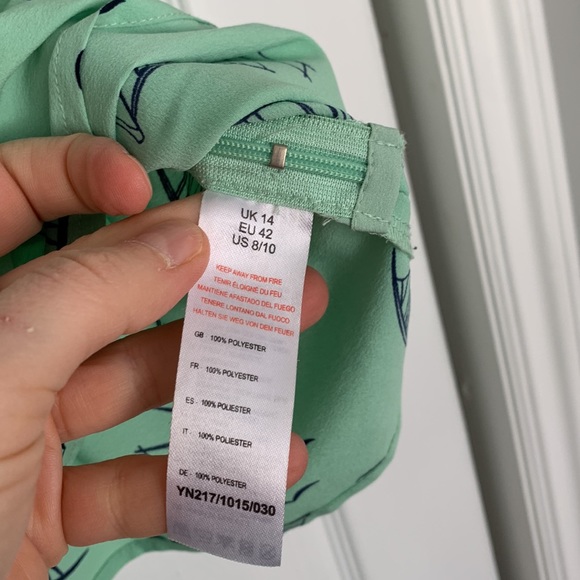 UK 14
EU 42
US 8/10
KEEP AWAY FROM FIRE
TENIR ÉLOIGNÉ DU FEU
MANTIENE AFASTADO DEL FUEGO
TENERE LONTANO DAL FUOCO
HALTEN SIE WEG VON DEM FEUER
GB 100% POLYESTER
FR 100% POLYESTER
ES - 100% POLIESTER
IT - 100% POLIESTER
DE - 100% POLYESTER
YN217/1015/030